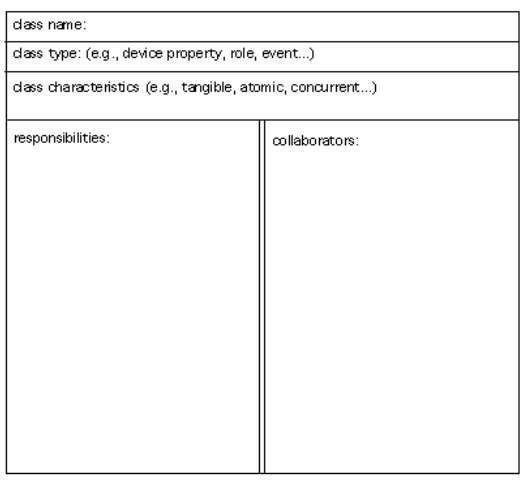 class name:
class type: (e.g., device property, role, event...)
class characteristics (e.g., tangible, atomic, concurrent...)
responsibilities:
collaborators: